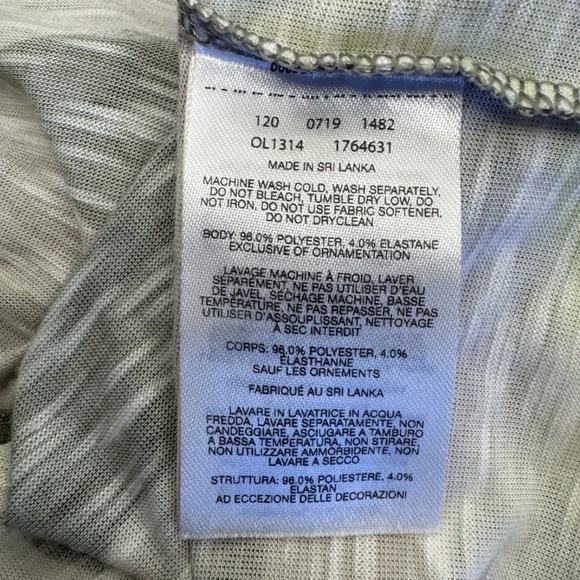 120 0719 1482
OL1314 1764631
MADE IN SRI LANKA
MACHINE WASH COLD, WASH SEPARATELY,
DO NOT BLEACH, TUMBLE DRY LOW, DO
NOT IRON, DO NOT USE FABRIC SOFTENER,
DO NOT DRYCLEAN
BODY: 96.0% POLYESTER, 4.0% ELASTANE
EXCLUSIVE OF ORNAMENTATION
LAVAGE MACHINE À FROID, LAVER
SÉPARÉMENT, NE PAS UTILISER D'EAU
DE JAVEL, SÉCHAGE MACHINE, BASSE
TEMPÉRATURE, NE PAS REPASSER, NE PAS
UTILISER D'ASSOUPLISSANT, NETTOYAGE
À SEC INTERDIT
CORPS: 96.0% POLYESTER, 4.0%
ÉLASTHANNE
SAUF LES ORNEMENTS
FABRIQUÉ AU SRI LANKA
LAVARE IN LAVATRICE IN ACQUA
FREDDA, LAVARE SEPARATAMENTE, NON
CANDEGGIARE, ASCIUGARE A TAMBURO
A BASSA TEMPERATURA, NON STIRARE,
NON UTILIZZARE AMMORBIDENTE, NON
LAVARE A SECCO
STRUTTURA: 96.0% POLIESTERE, 4.0%
ELASTAN
AD ECCEZIONE DELLE DECORAZIONI